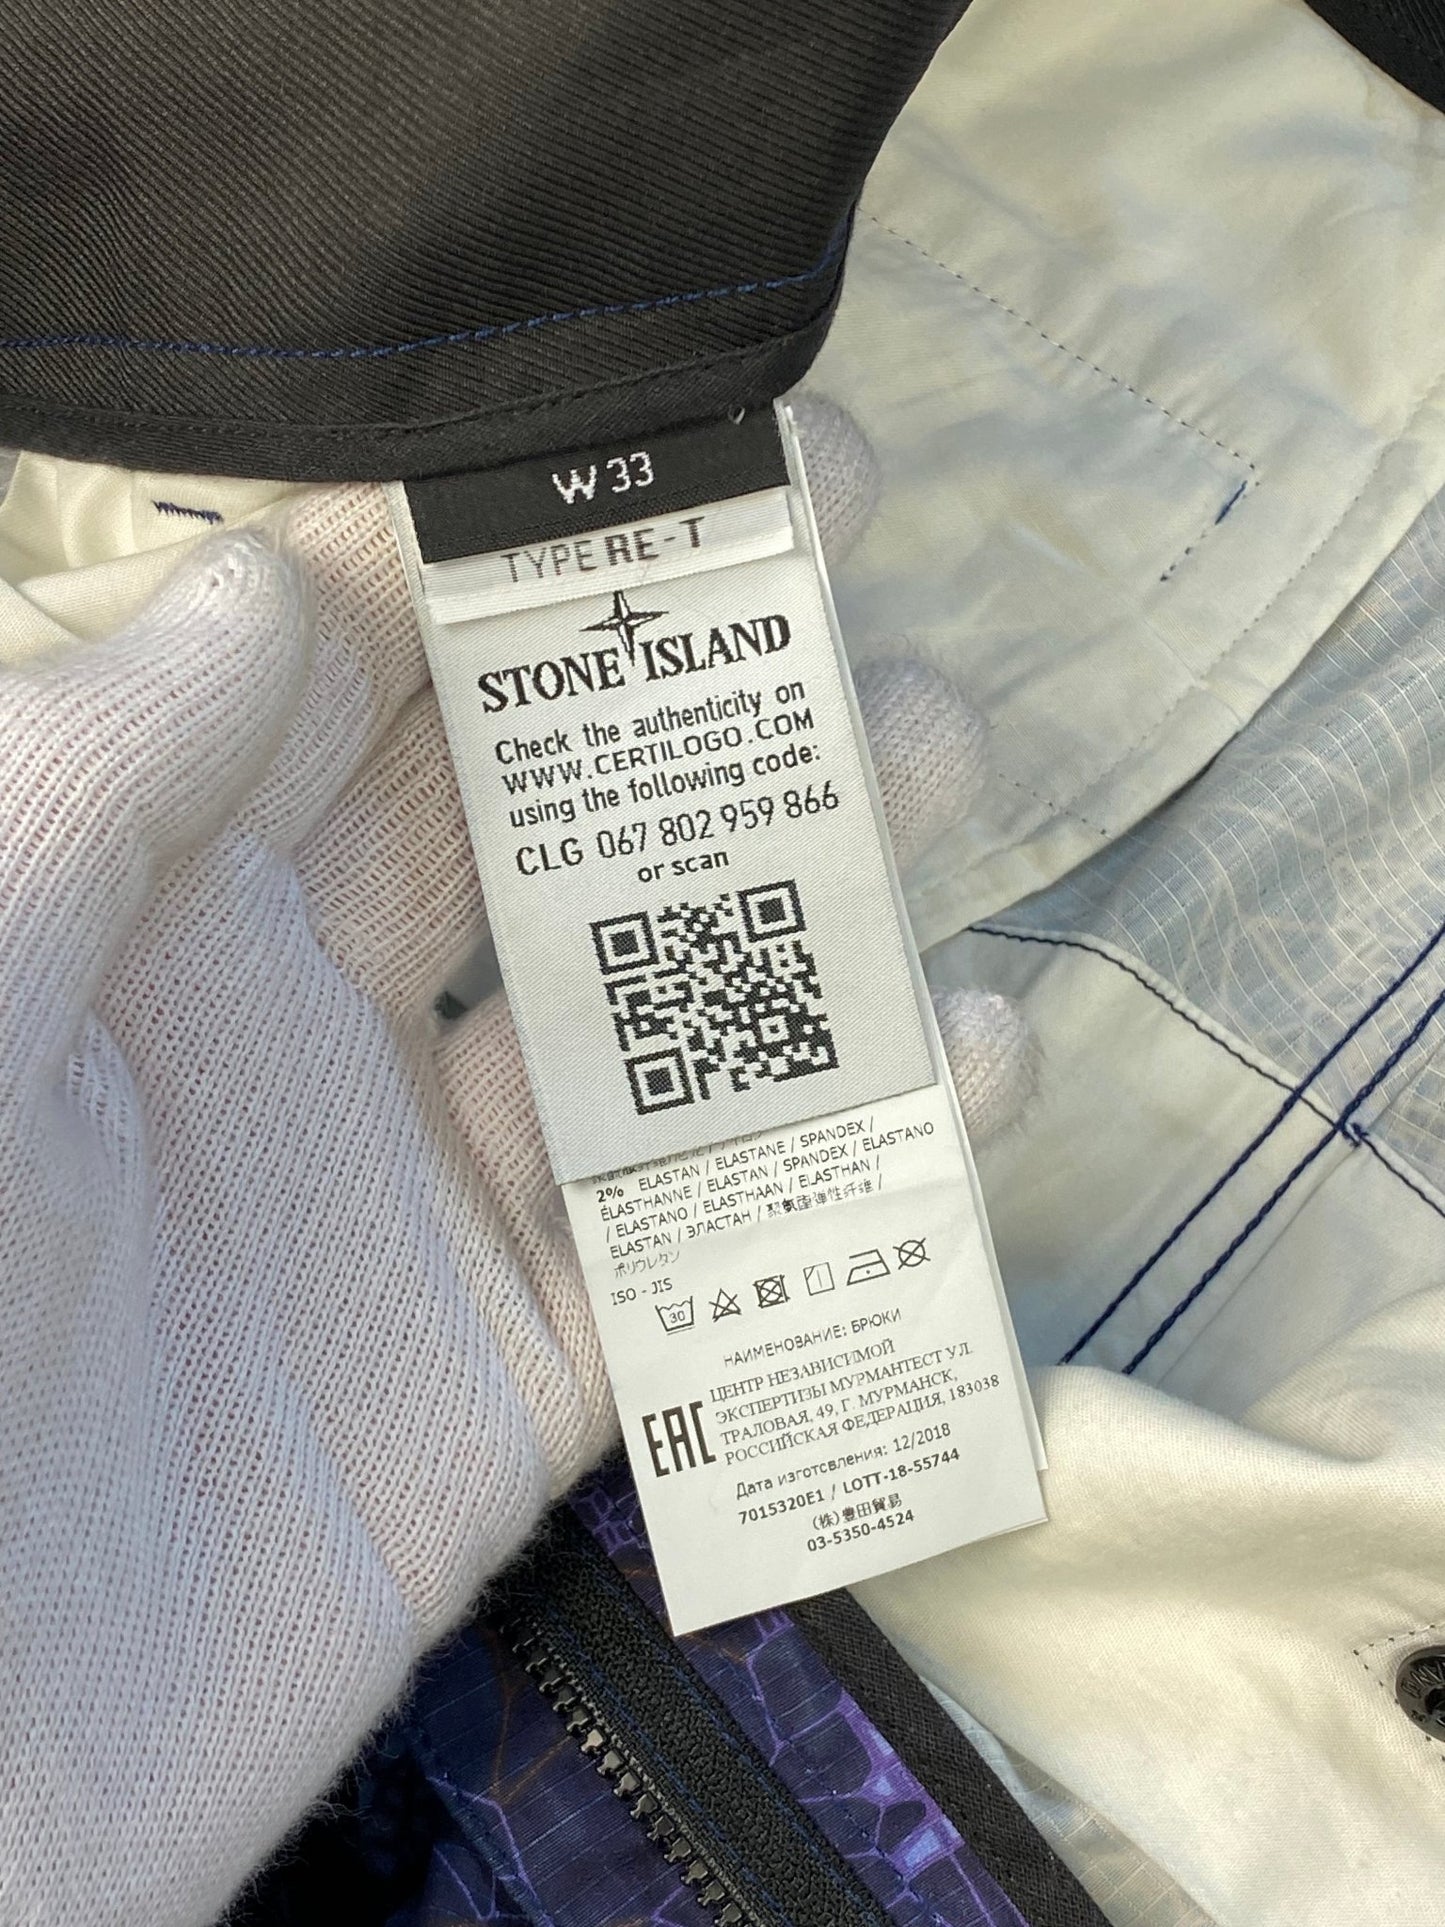 W 33
TYPE RE-T
STONE ISLAND
Check the authenticity on
WWW.CERTILOGO.COM
using the following code:
CLG 067 802 959 866
or scan
2% ELASTAN / ELASTANE / SPANDEX /
ÉLASTHANNE / ELASTAN / SPANDEX / ELASTANO
/ ELASTANO / ELASTHAAN / ELASTHAN /
ELASTAN / ЭЛАСТАН / 聚氨酯弹性纤维 /
ポリウレタン
ISO - JIS
30
НАИМЕНОВАНИЕ: БРЮКИ
EAC
ЦЕНТР НЕЗАВИСИМОЙ
ЭКСПЕРТИЗЫ МУРМАНТЕСТ УЛ.
ТРАЛОВАЯ, 49, Г. МУРМАНСК,
РОССИЙСКАЯ ФЕДЕРАЦИЯ, 183038
Дата изготовления: 12/2018
7015320E1 / LOTT-18-55744
(株)豊田貿易
03-5350-4524